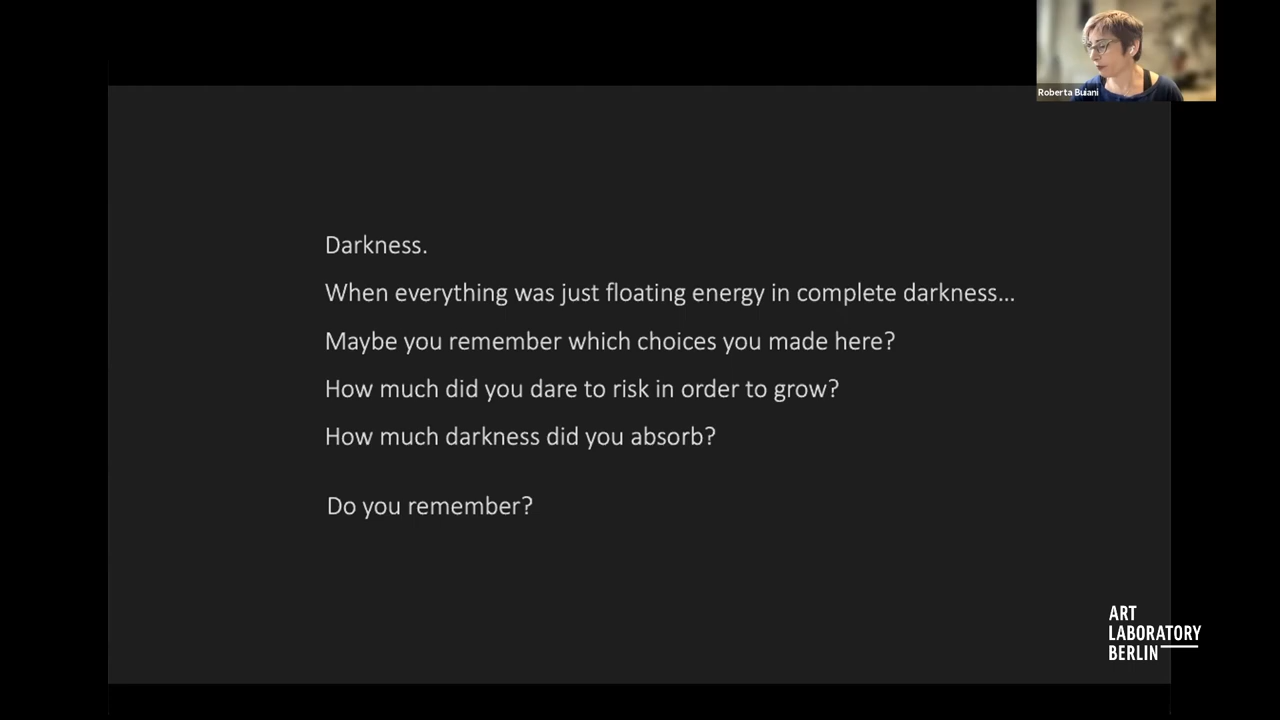 Roberta Buiani
Darkness.
When everything was just floating energy in complete darkness...
Maybe you remember which choices you made here?
How much did you dare to risk in order to grow?
How much darkness did you absorb?
Do you remember?
ART
LABORATORY
BERLIN